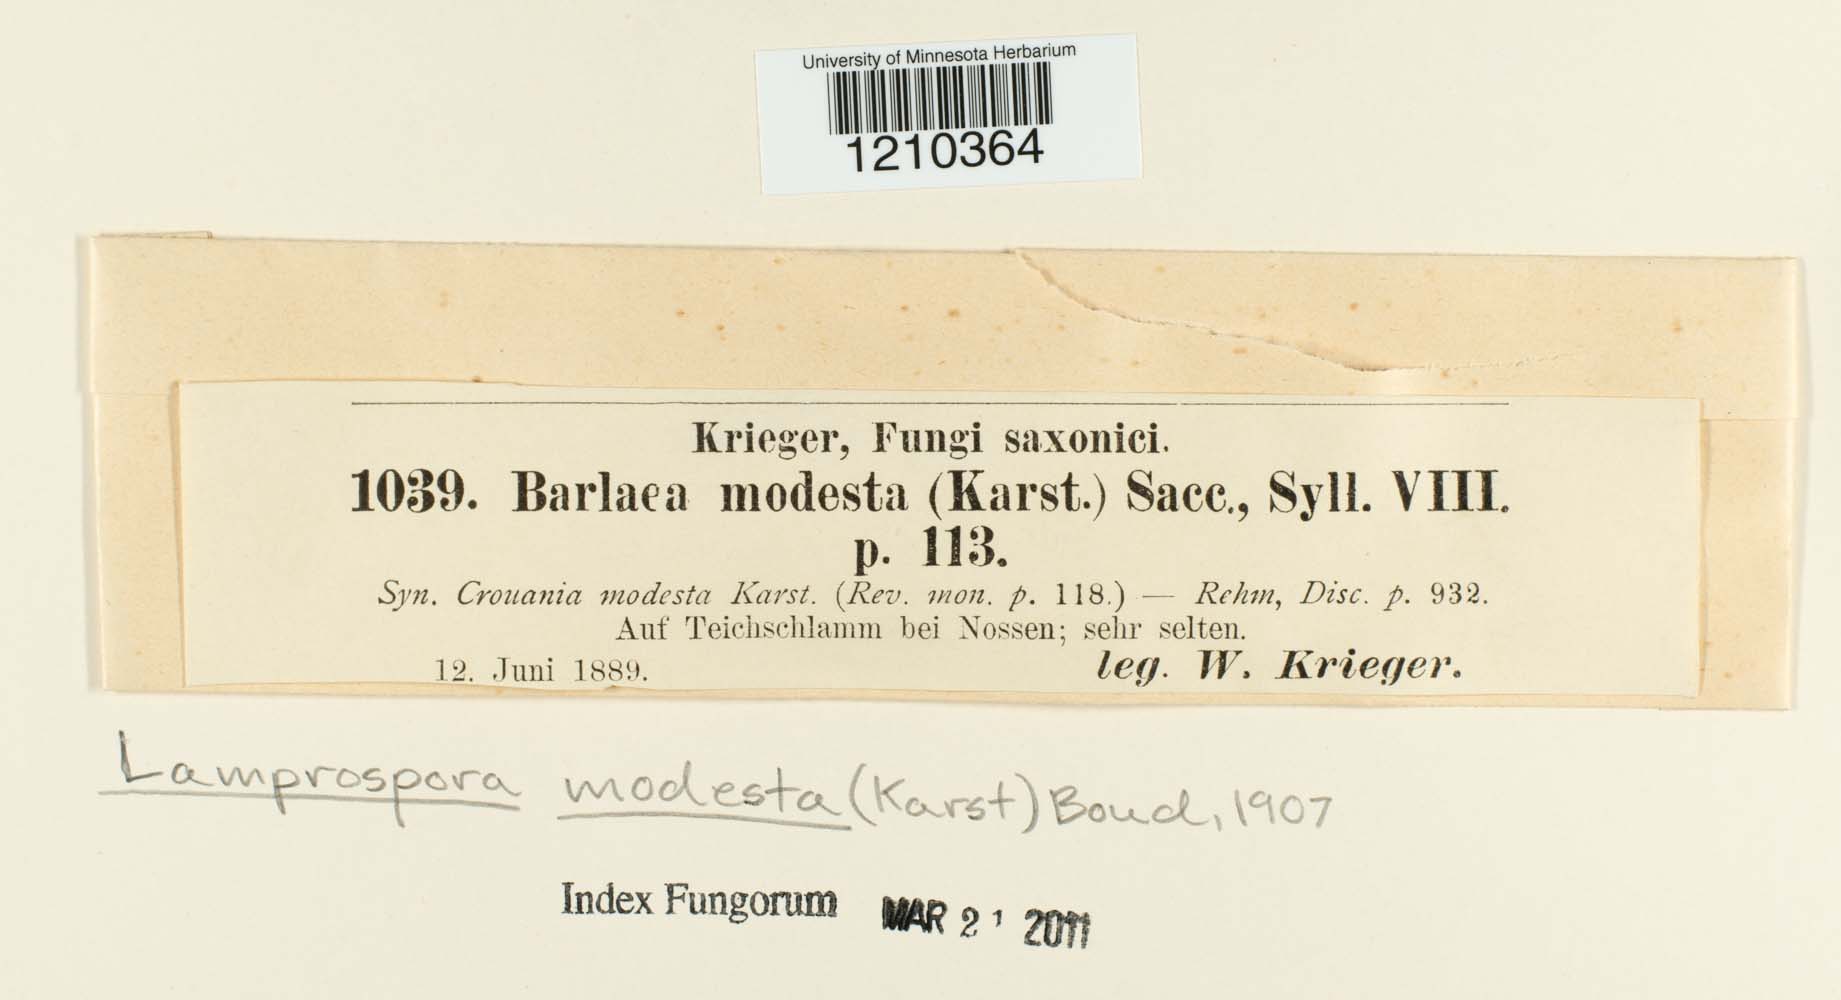 University of Minnesota Herbarium
1210364
Krieger, Fungi saxonici.
1039. Barlaea modesta (Karst.) Sacc., Syll. VIII.
p. 113.
Syn. Crouania modesta Karst. (Rev. mon. p. 118.) — Rehm, Disc. p. 932.
Auf Teichschlamm bei Nossen; sehr selten.
12. Juni 1889. leg. W. Krieger.
Lamprospora modesta (Karst) Boud, 1907
Index Fungorum MAR 21 2011